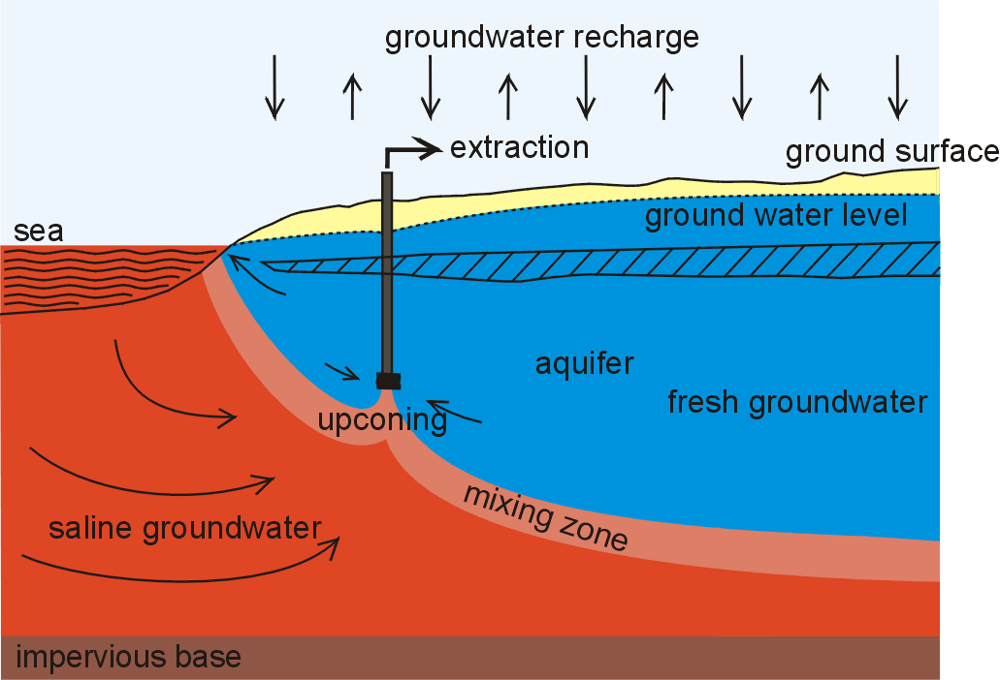 groundwater recharge
extraction
ground surface
ground water level
sea
aquifer
fresh groundwater
upconing
mixing zone
saline groundwater
impervious base